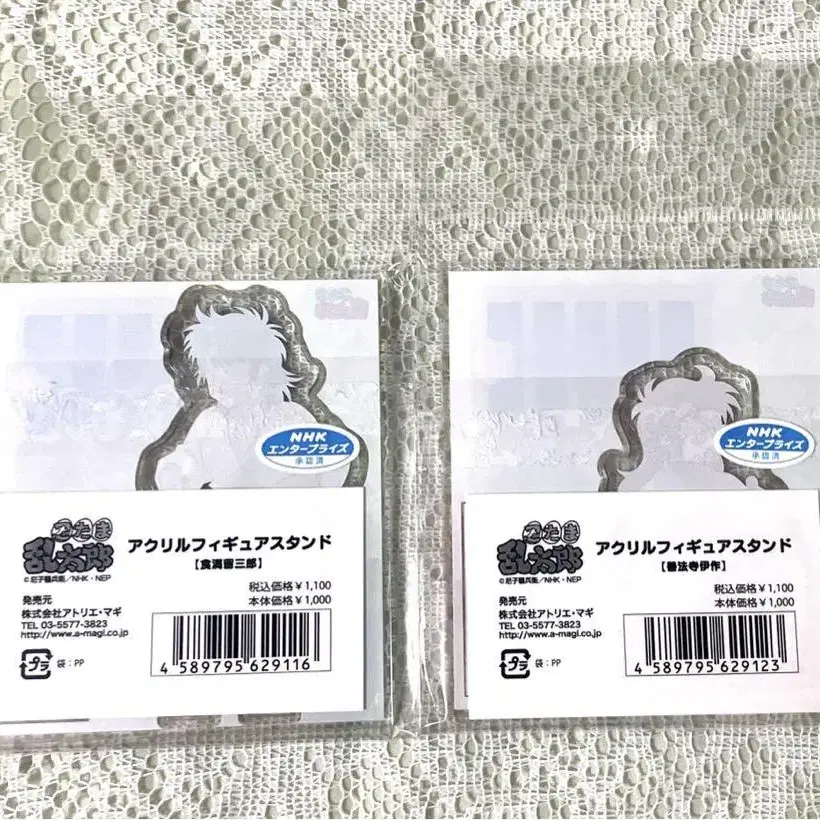 NHK
エンタープライズ
承認済
忍たま
乱太郎
©尼子騒兵衛/NHK・NEP
アクリルフィギュアスタンド
【食満留三郎】
税込価格¥1,100
本体価格¥1,000
発売元
株式会社アトリエ・マギ
TEL 03-5577-3823
http://www.a-magi.co.jp
プラ
袋:PP
4 589795 629116
NHK
エンタープライズ
承認済
忍たま
乱太郎
©尼子騒兵衛/NHK・NEP
アクリルフィギュアスタンド
【善法寺伊作】
税込価格¥1,100
本体価格¥1,000
発売元
株式会社アトリエ・マギ
TEL 03-5577-3823
http://www.a-magi.co.jp
プラ
袋:PP
4 589795 629123